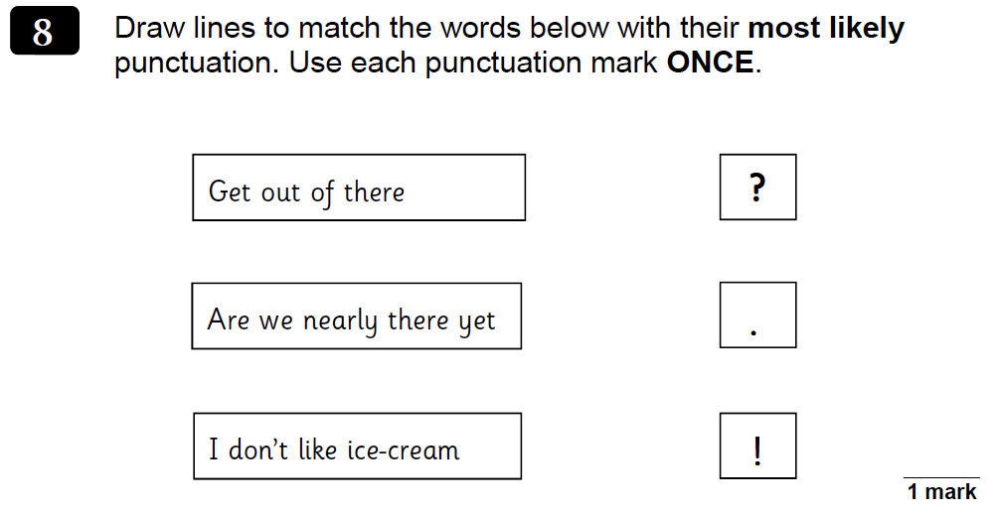 8
Draw lines to match the words below with their most likely
punctuation. Use each punctuation mark ONCE.
Get out of there
?
Are we nearly there yet
.
I don't like ice-cream
!
1 mark